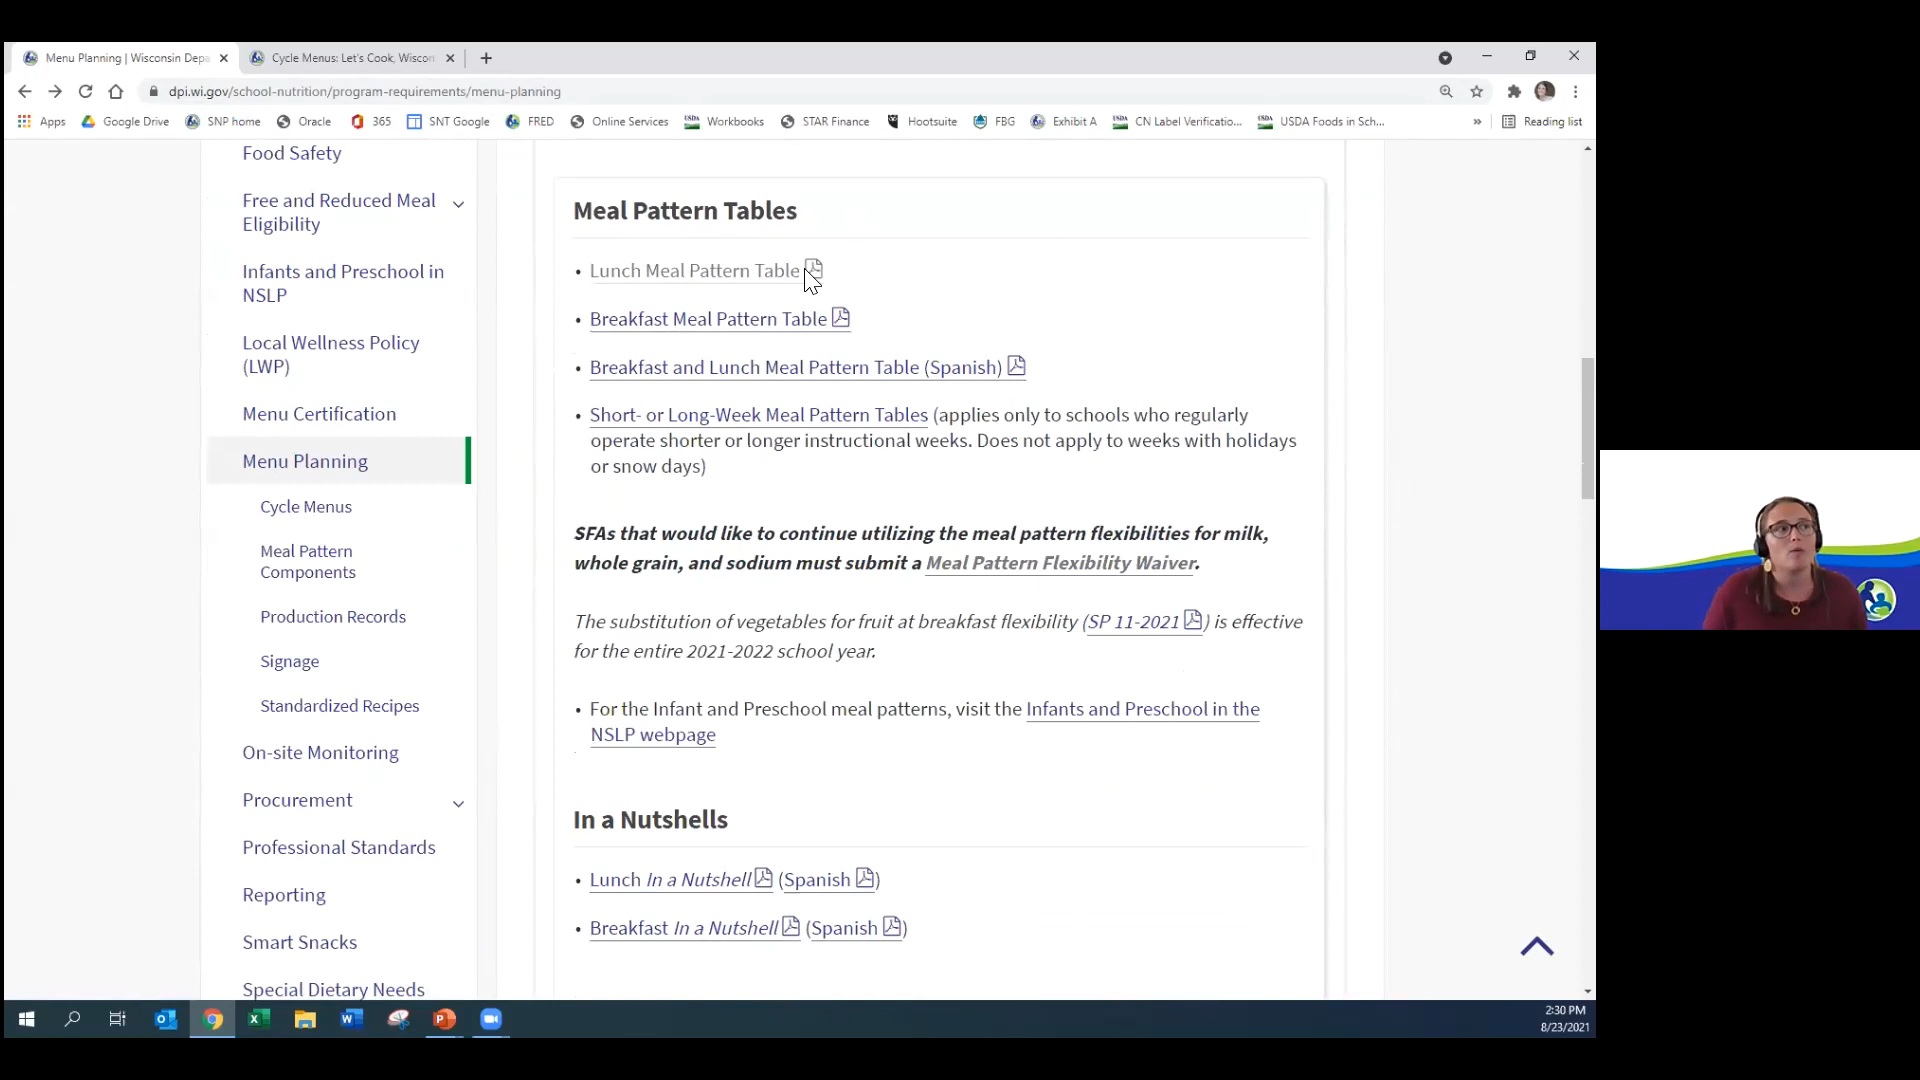 Menu Planning | Wisconsin Depa
Cycle Menus: Let's Cook, Wiscon
dpi.wi.gov/school-nutrition/program-requirements/menu-planning
Apps Google Drive SNP home Oracle 365 SNT Google FRED Online Services Workbooks STAR Finance Hootsuite FBG Exhibit A CN Label Verificatio... USDA Foods in Sch... » Reading list
Food Safety
Free and Reduced Meal
Eligibility
Infants and Preschool in
NSLP
Local Wellness Policy
(LWP)
Menu Certification
Menu Planning
Cycle Menus
Meal Pattern
Components
Production Records
Signage
Standardized Recipes
On-site Monitoring
Procurement
Professional Standards
Reporting
Smart Snacks
Special Dietary Needs
Meal Pattern Tables
• Lunch Meal Pattern Table
• Breakfast Meal Pattern Table
• Breakfast and Lunch Meal Pattern Table (Spanish)
• Short- or Long-Week Meal Pattern Tables (applies only to schools who regularly
operate shorter or longer instructional weeks. Does not apply to weeks with holidays
or snow days)
SFAs that would like to continue utilizing the meal pattern flexibilities for milk,
whole grain, and sodium must submit a Meal Pattern Flexibility Waiver.
The substitution of vegetables for fruit at breakfast flexibility (SP 11-2021) is effective
for the entire 2021-2022 school year.
• For the Infant and Preschool meal patterns, visit the Infants and Preschool in the
NSLP webpage
In a Nutshells
• Lunch In a Nutshell (Spanish)
• Breakfast In a Nutshell (Spanish)
2:30 PM
8/23/2021